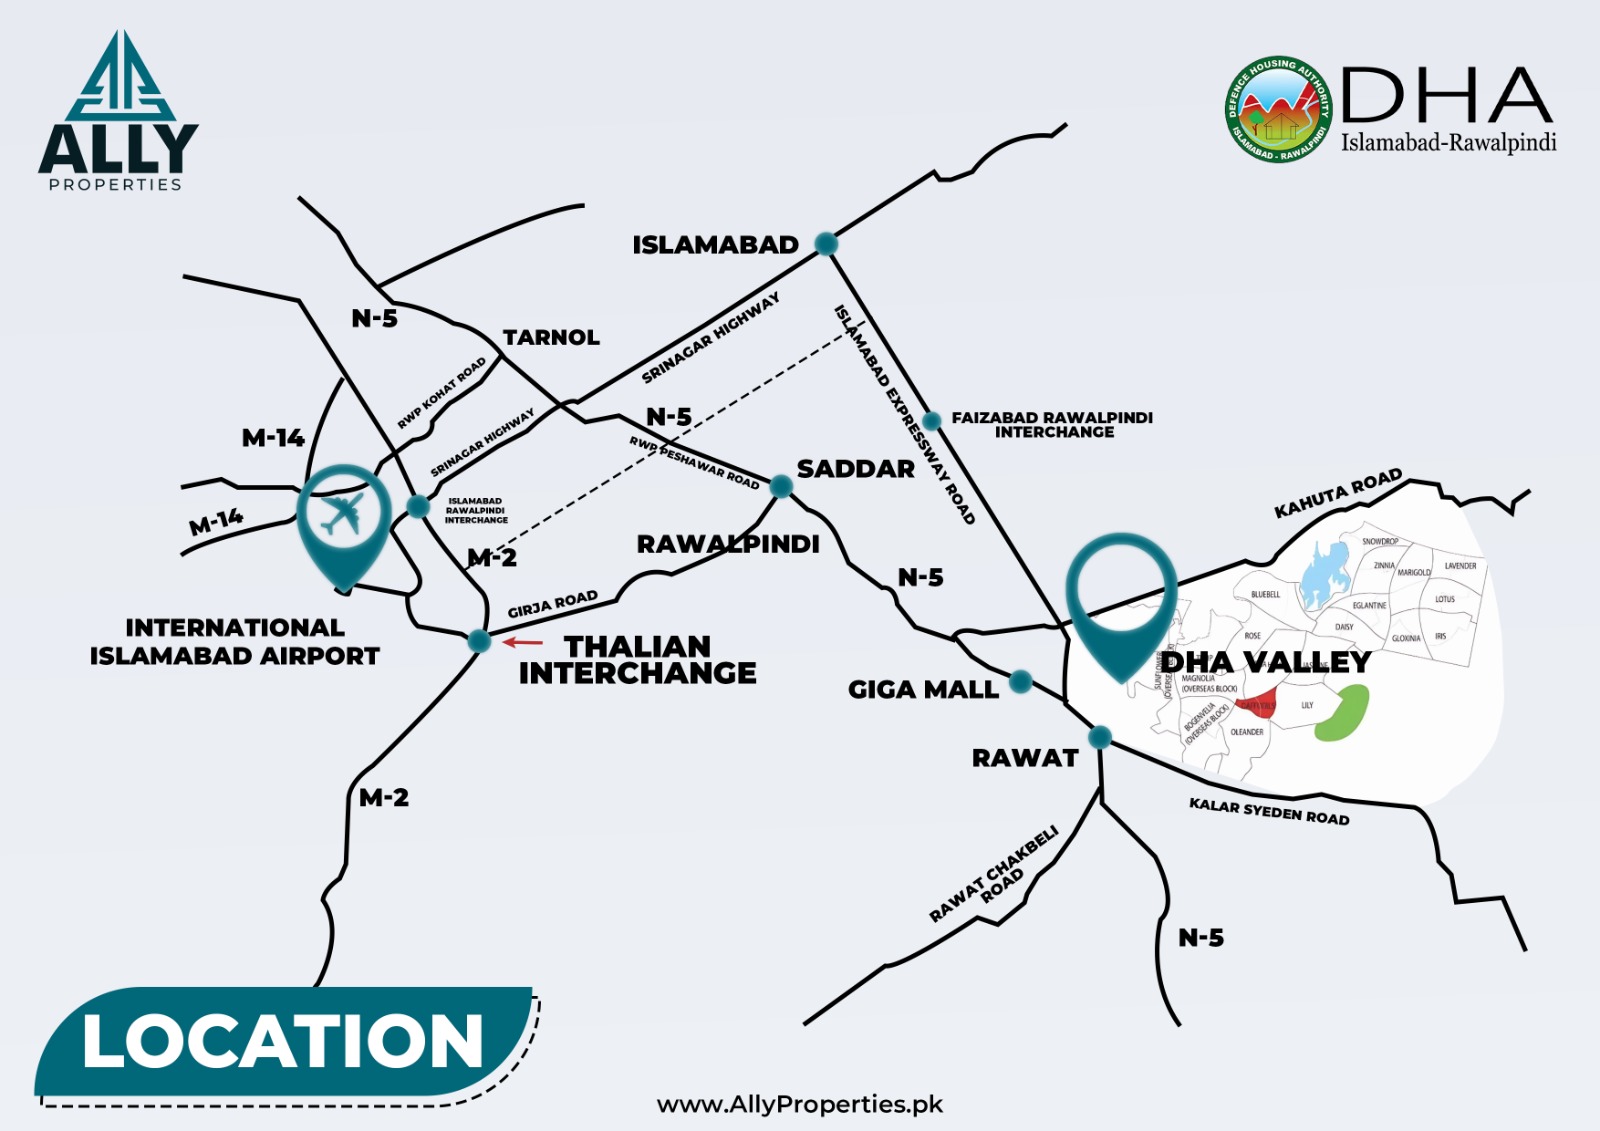 ALLY
PROPERTIES
DEFENCE HOUSING AUTHORITY
ISLAMABAD - RAWALPINDI
DHA
Islamabad-Rawalpindi
ISLAMABAD
N-5
TARNOL
SRINAGAR HIGHWAY
ISLAMABAD EXPRESSWAY ROAD
RWP KOHAT ROAD
M-14
SRINAGAR HIGHWAY
N-5
RWP PESHAWAR ROAD
FAIZABAD RAWALPINDI
INTERCHANGE
SADDAR
KAHUTA ROAD
M-14
ISLAMABAD
RAWALPINDI
INTERCHANGE
M-2
RAWALPINDI
N-5
GIRJA ROAD
INTERNATIONAL
ISLAMABAD AIRPORT
THALIAN
INTERCHANGE
SNOWDROP
ZINNIA
MARIGOLD
LAVENDER
BLUEBELL
EGLANTINE
LOTUS
DAISY
ROSE
GLOXINIA
IRIS
DHA VALLEY
MAGNOLIA
(OVERSEAS BLOCK)
BOGENVELIA
(OVERSEAS BLOCK)
LILY
OLEANDER
GIGA MALL
RAWAT
M-2
KALAR SYEDEN ROAD
RAWAT CHAKBELI
ROAD
N-5
LOCATION
www.AllyProperties.pk